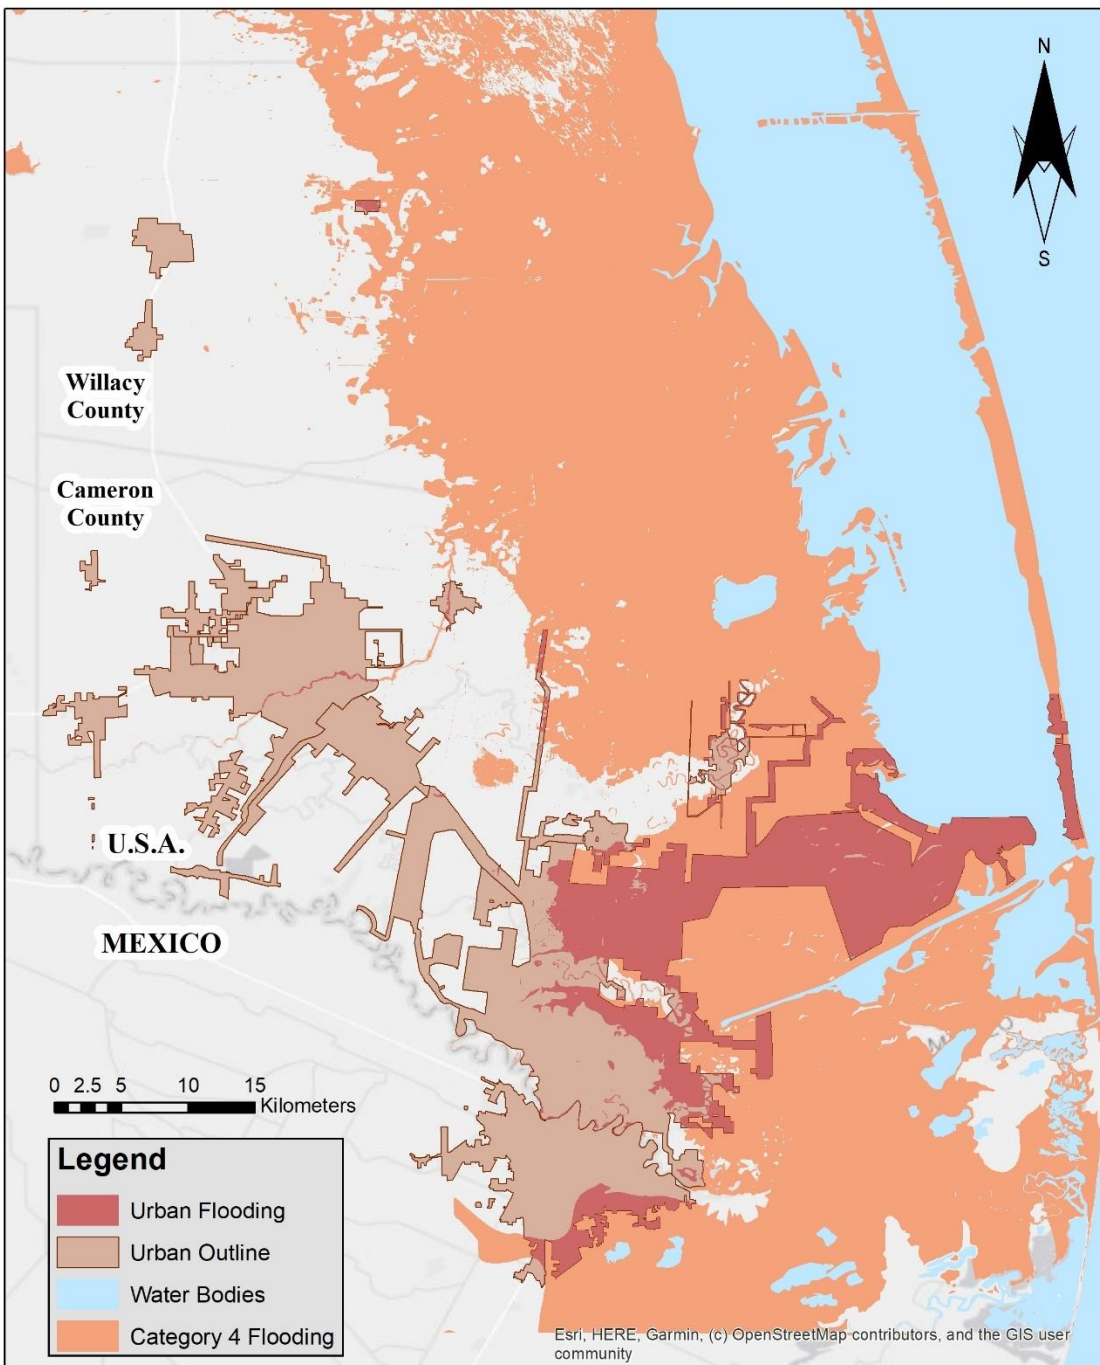 N
S
Willacy
County
Cameron
County
U.S.A.
MEXICO
0 2.5 5 10 15
Kilometers
Legend
Urban Flooding
Urban Outline
Water Bodies
Category 4 Flooding
Esri, HERE, Garmin, (c) OpenStreetMap contributors, and the GIS user
community